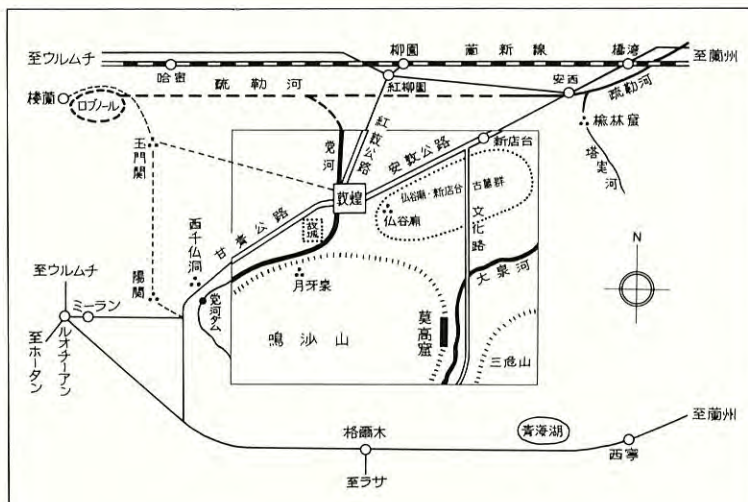 至ウルムチ
柳園
蘭新線
橋湾
至蘭州
哈密
紅柳園
安西
疏勒河
疏勒河
楼蘭
ロプノール
楡林窟
玉門関
党河
紅敦公路
安敦公路
新店台
敦煌
仏谷廟・新店台 古墓群
仏谷廟
文化路
西千仏洞
甘青公路
故城
大泉河
N
至ウルムチ
陽関
月牙泉
党河ダム
莫高窟
ミーラン
鳴沙山
三危山
至ホータン
ルオチーアン
格爾木
青海湖
西寧
至蘭州
至ラサ